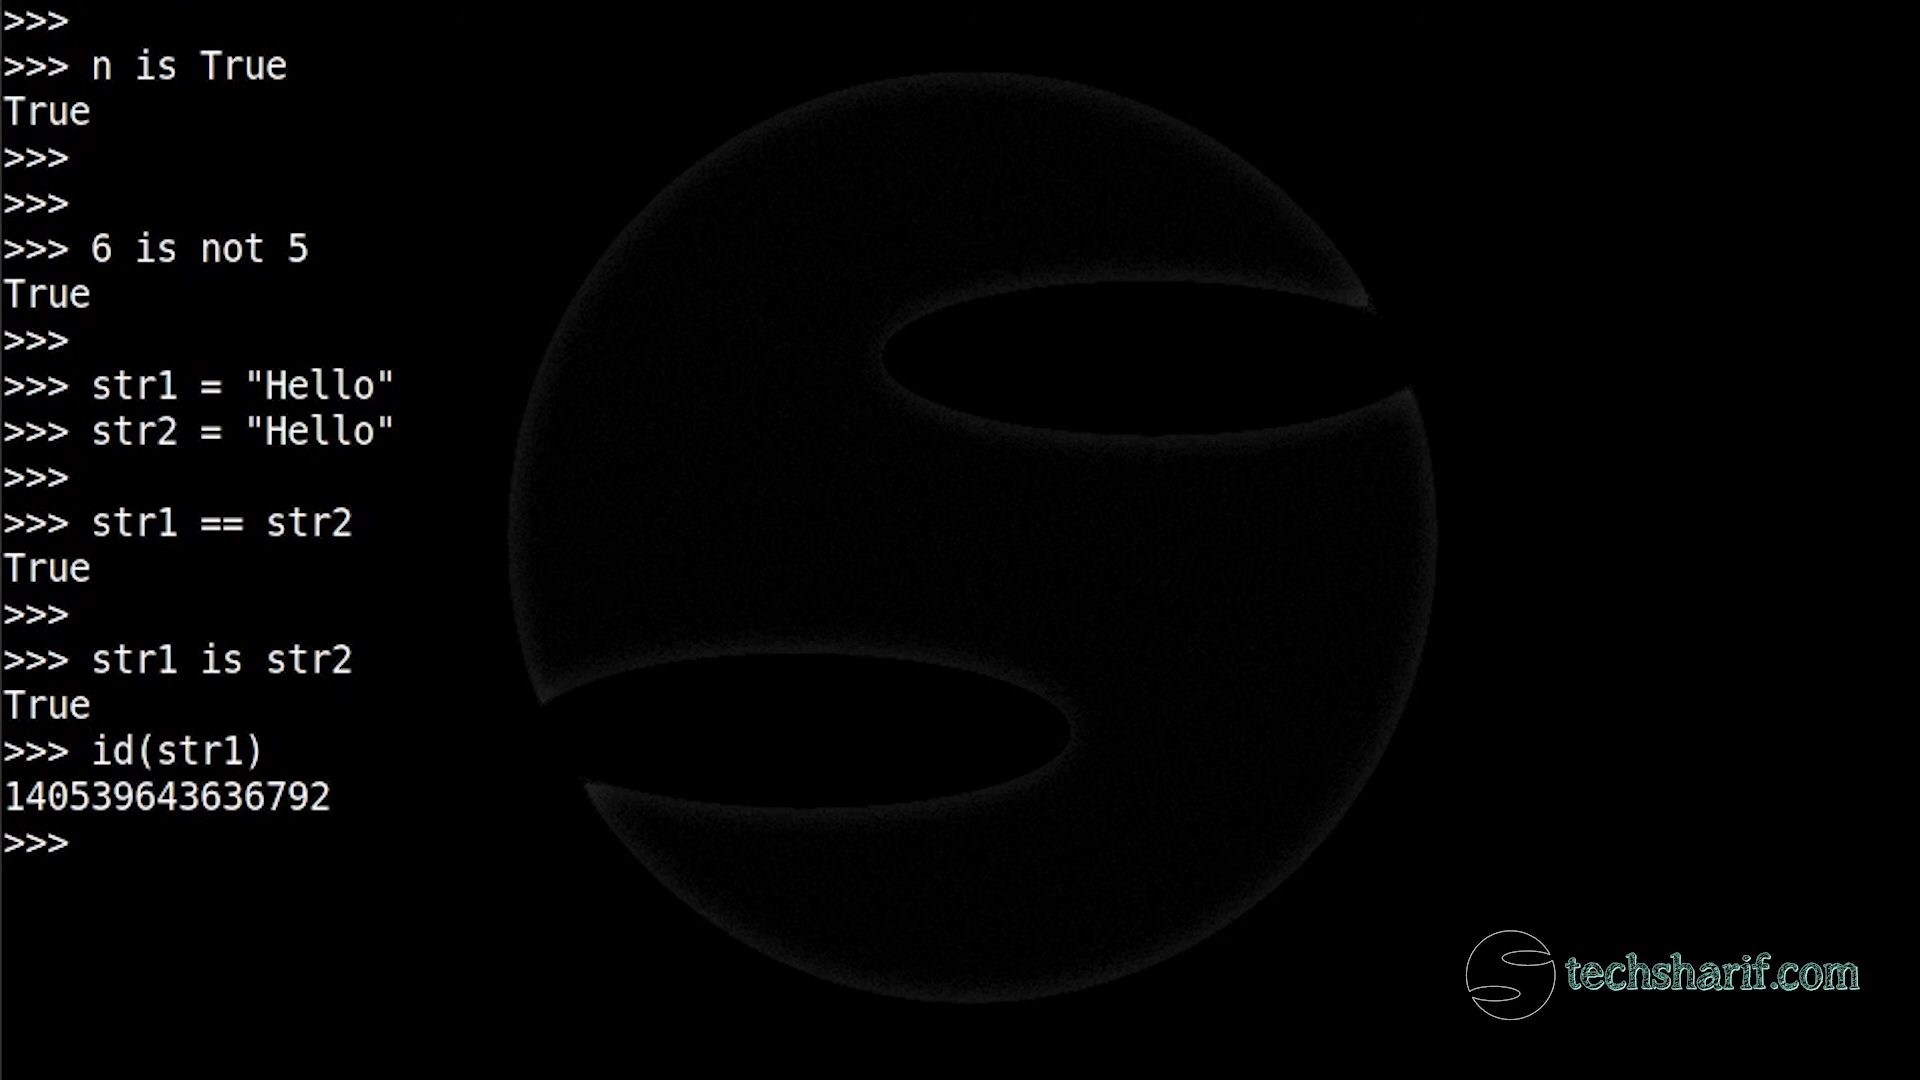 >>>
>>> n is True
True
>>>
>>>
>>> 6 is not 5
True
>>>
>>> str1 = "Hello"
>>> str2 = "Hello"
>>>
>>> str1 == str2
True
>>>
>>> str1 is str2
True
>>> id(str1)
140539643636792
>>>
techsharif.com